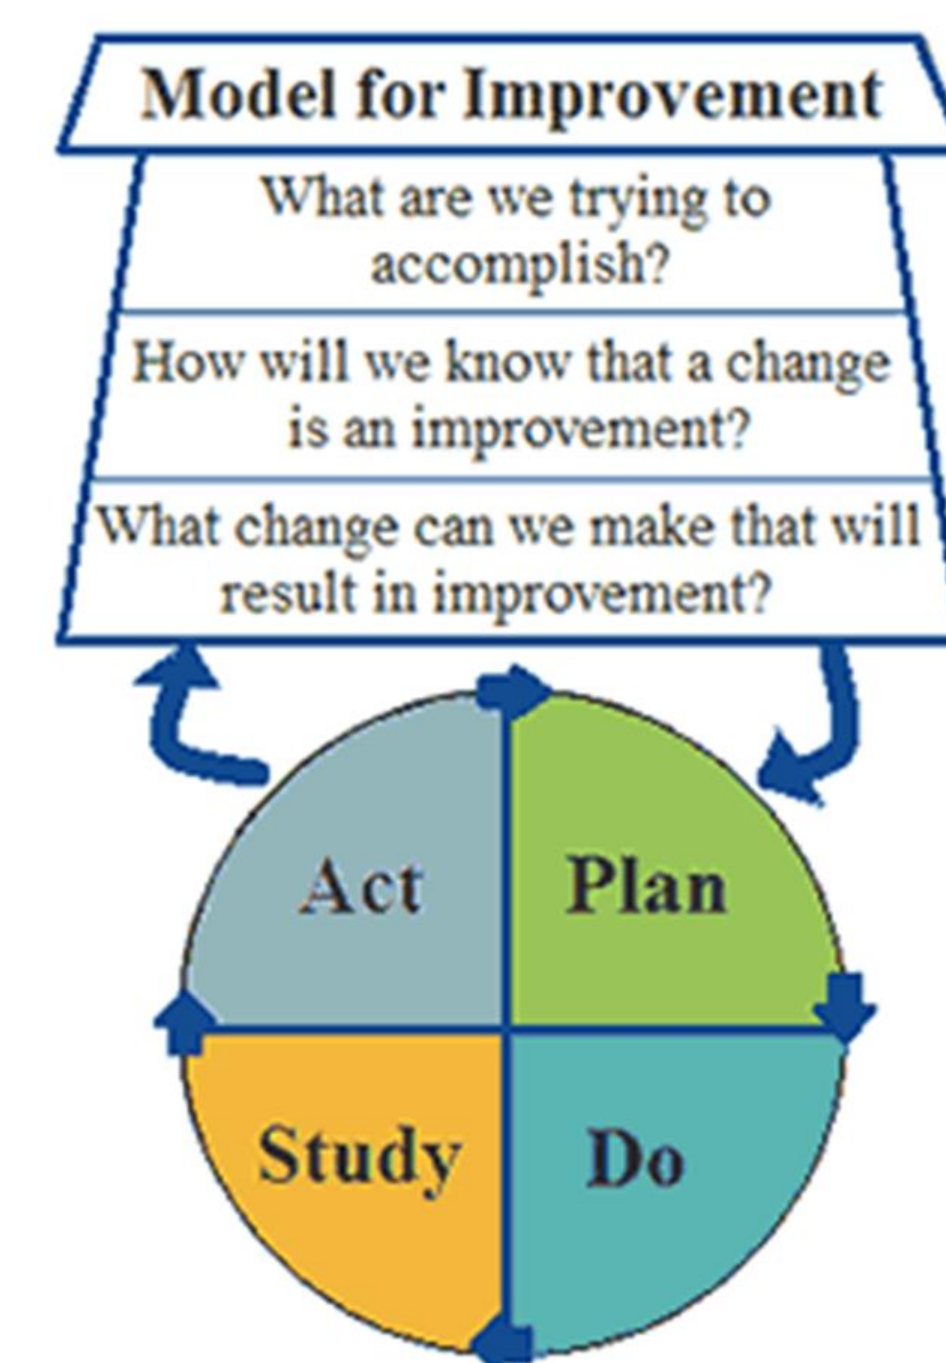 Model for Improvement
What are we trying to
accomplish?
How will we know that a change
is an improvement?
What change can we make that will
result in improvement?
Act
Plan
Study
Do